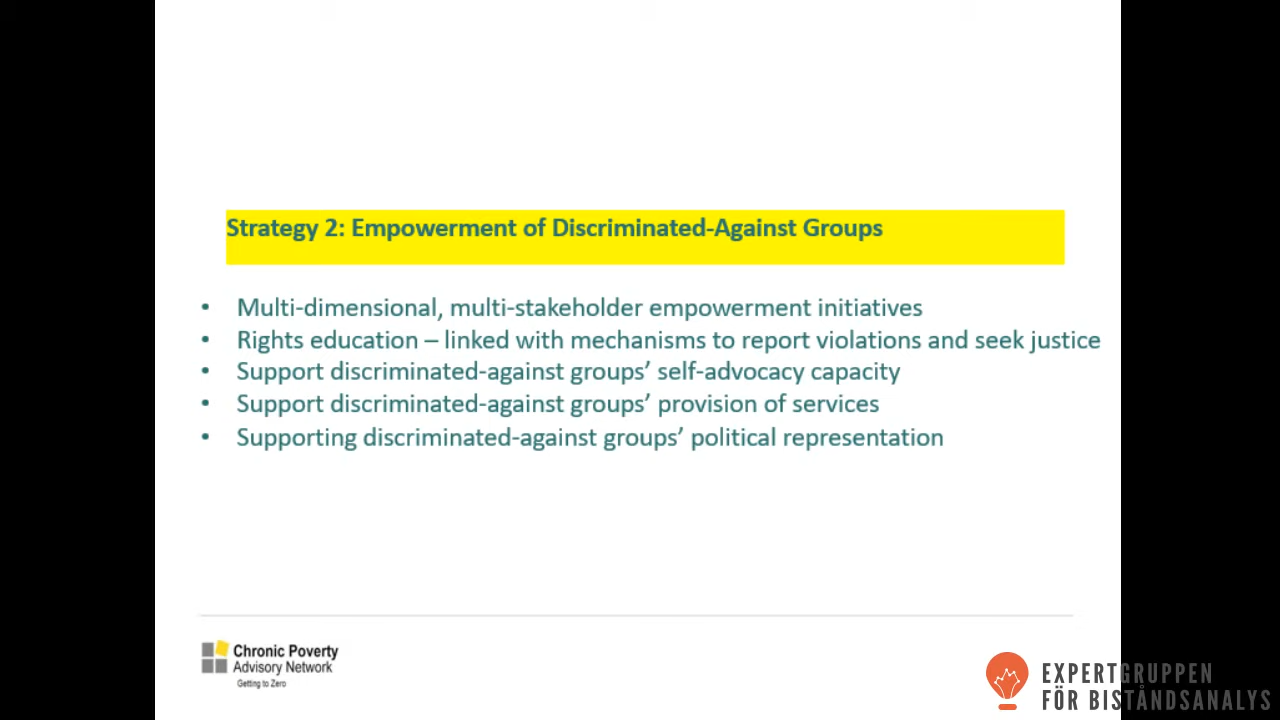 Strategy 2: Empowerment of Discriminated-Against Groups
• Multi-dimensional, multi-stakeholder empowerment initiatives
• Rights education – linked with mechanisms to report violations and seek justice
• Support discriminated-against groups’ self-advocacy capacity
• Support discriminated-against groups’ provision of services
• Supporting discriminated-against groups’ political representation
Chronic Poverty
Advisory Network
Getting to Zero
EXPERTGRUPPEN
FÖR BISTÅNDSANALYS